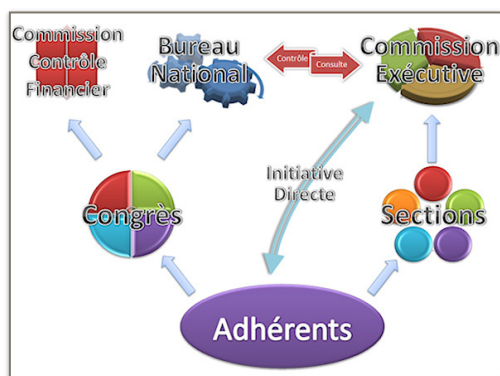 Commission
Contrôle
Financier
Bureau
National
Contrôle
Consulte
Commission
Exécutive
Initiative
Directe
Congrès
Sections
Adhérents